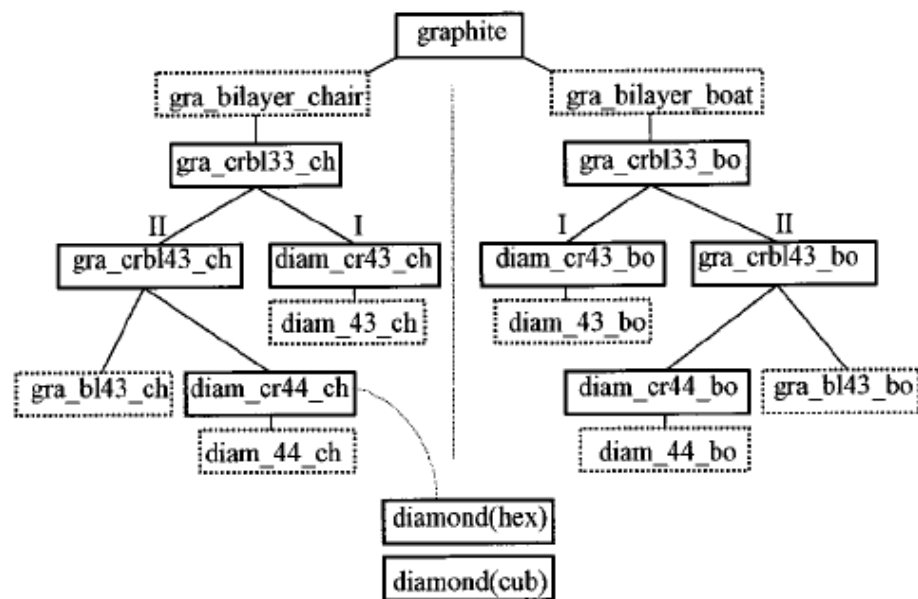 graphite
gra_bilayer_chair
gra_bilayer_boat
gra_crbl33_ch
gra_crbl33_bo
II
I
I
II
gra_crbl43_ch
diam_cr43_ch
diam_cr43_bo
gra_crbl43_bo
diam_43_ch
diam_43_bo
gra_bl43_ch
diam_cr44_ch
diam_cr44_bo
gra_bl43_bo
diam_44_ch
diam_44_bo
diamond(hex)
diamond(cub)